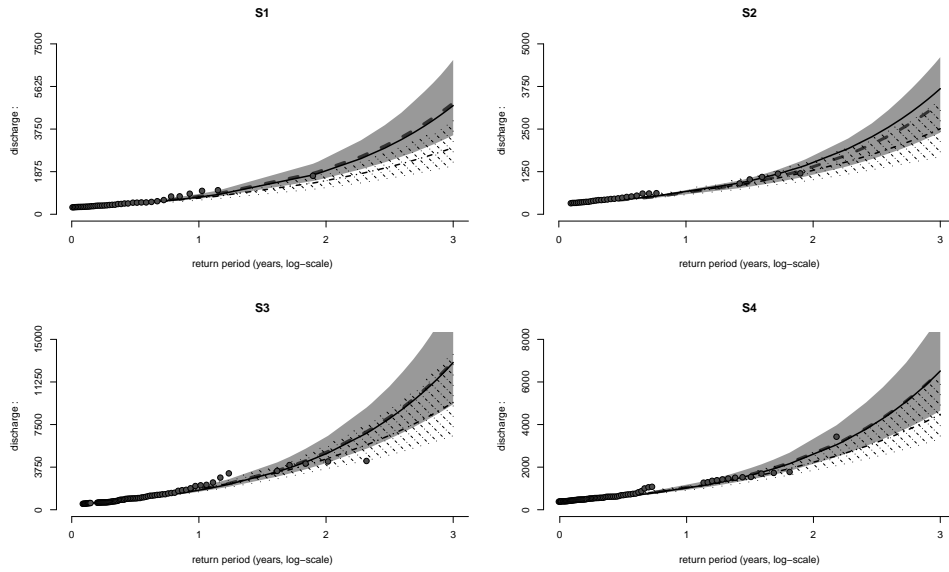 S1
7500
5625
3750
1875
0
discharge :
0 1 2 3
return period (years, log−scale)
S2
5000
3750
2500
1250
0
discharge :
0 1 2 3
return period (years, log−scale)
S3
15000
11250
7500
3750
0
discharge :
0 1 2 3
return period (years, log−scale)
S4
8000
6000
4000
2000
0
discharge :
0 1 2 3
return period (years, log−scale)